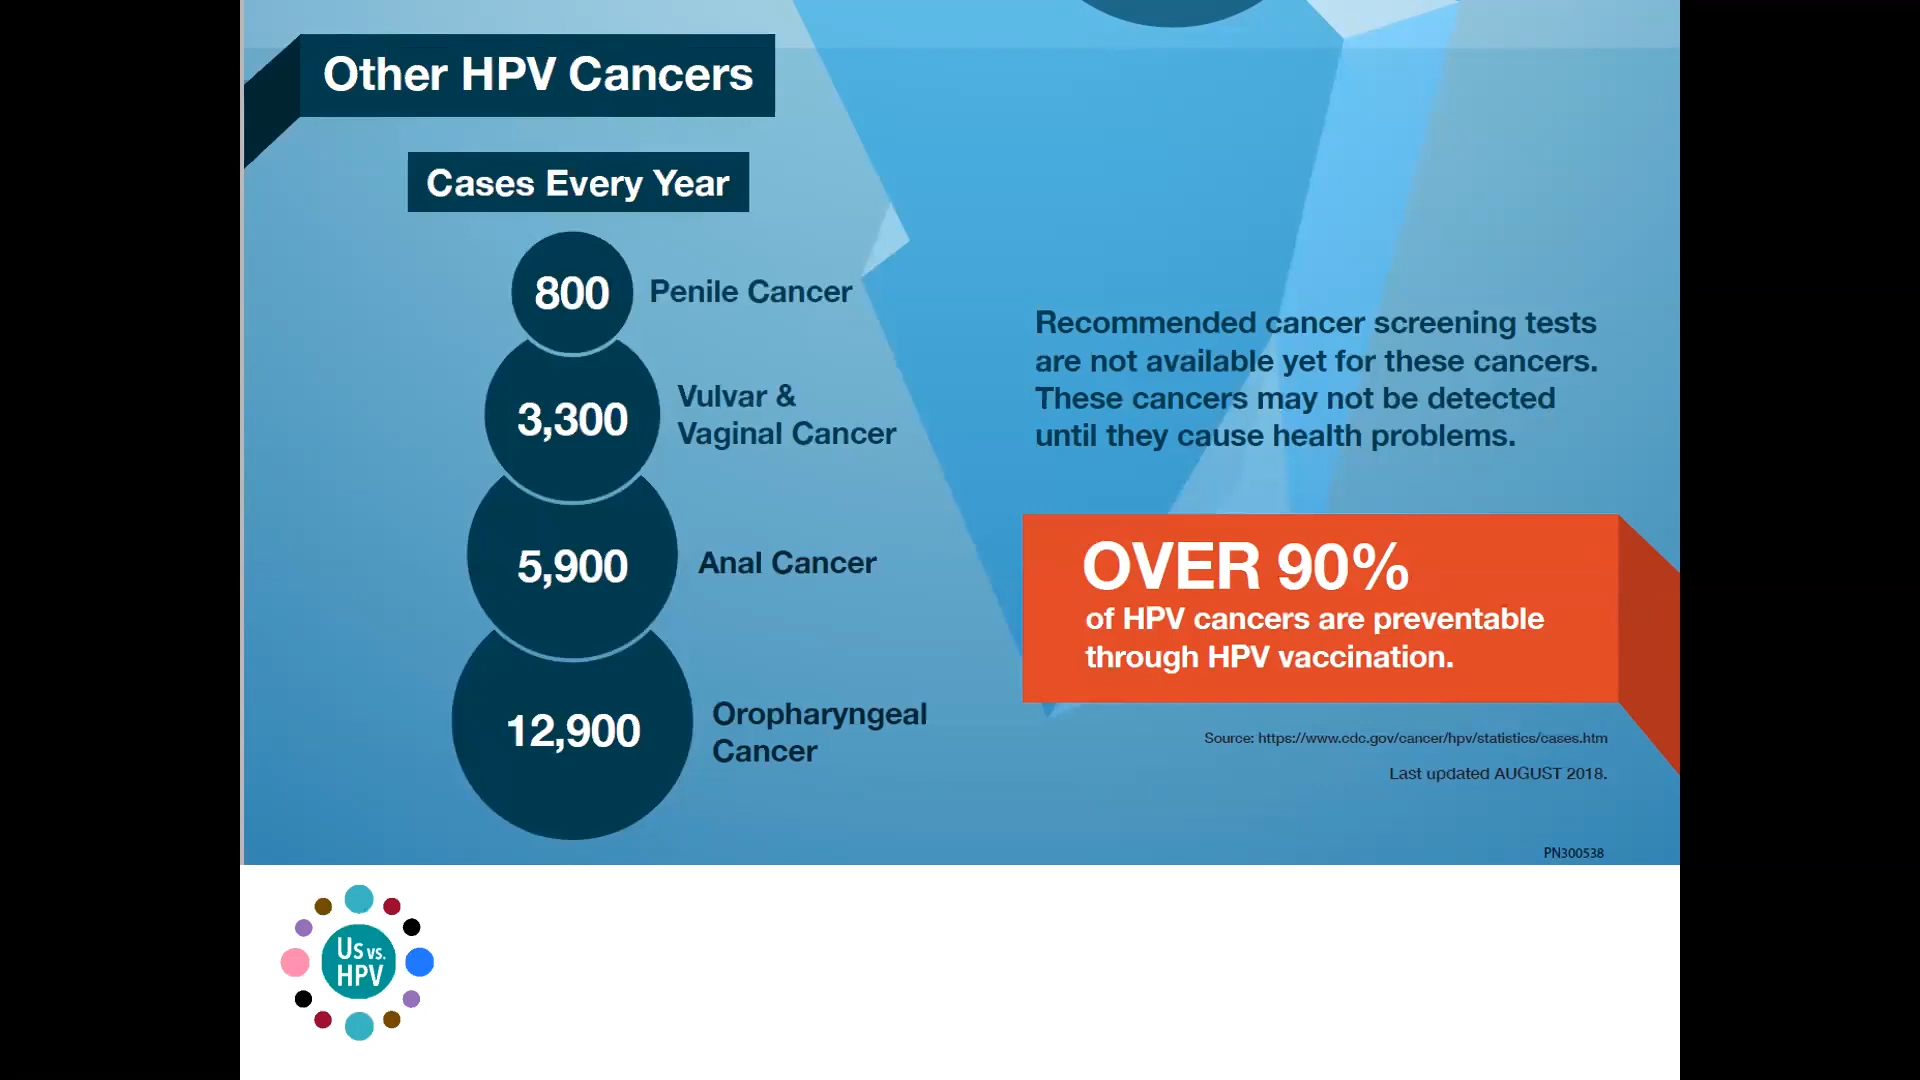 Other HPV Cancers
Cases Every Year
800
Penile Cancer
3,300
Vulvar &
Vaginal Cancer
5,900
Anal Cancer
12,900
Oropharyngeal
Cancer
Recommended cancer screening tests
are not available yet for these cancers.
These cancers may not be detected
until they cause health problems.
OVER 90%
of HPV cancers are preventable
through HPV vaccination.
Source: https://www.cdc.gov/cancer/hpv/statistics/cases.htm
Last updated AUGUST 2018.
PN300538
Us vs.
HPV